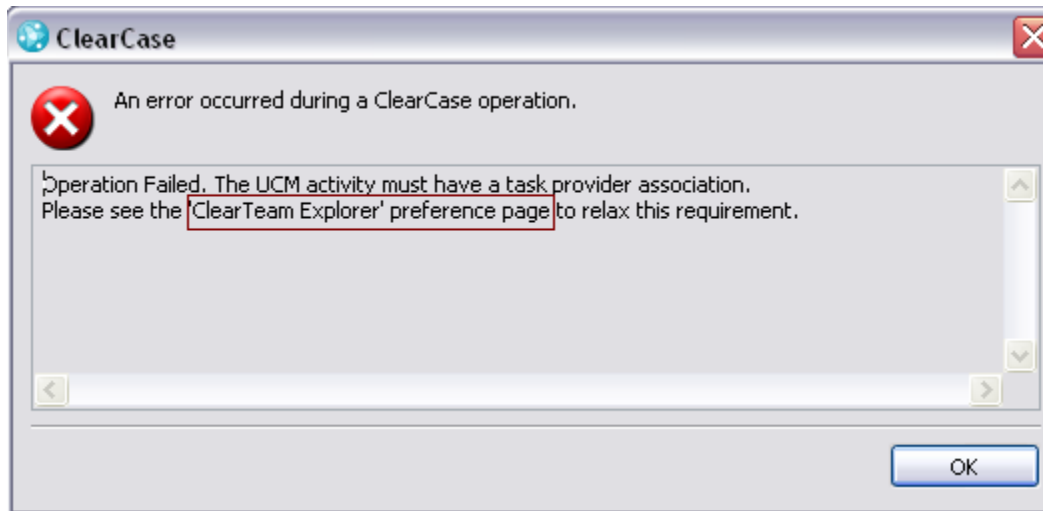 ClearCase
An error occurred during a ClearCase operation.
Operation Failed. The UCM activity must have a task provider association.
Please see the 'ClearTeam Explorer' preference page to relax this requirement.
OK